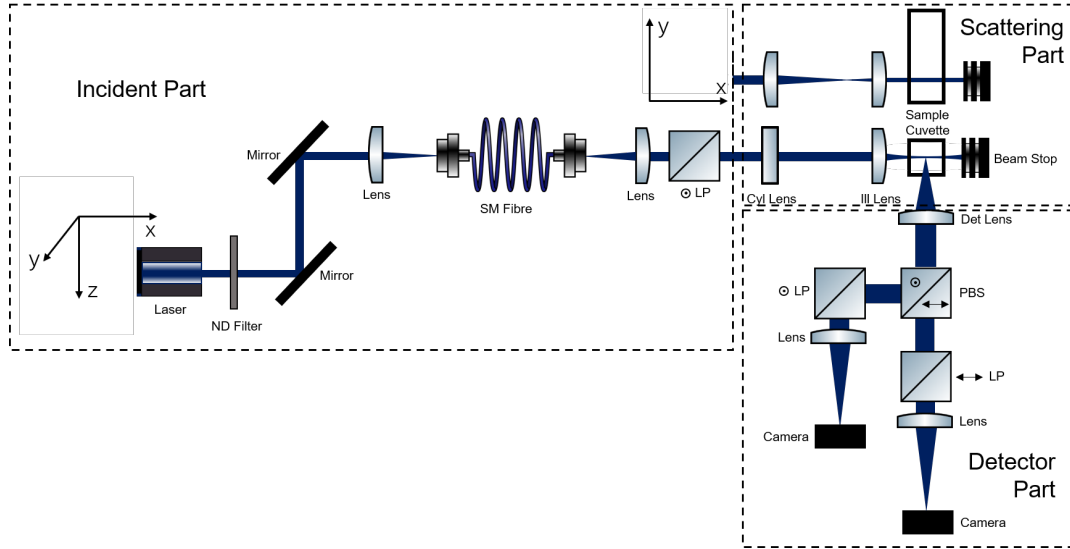 Incident Part
y
x
Scattering
Part
Sample
Cuvette
Mirror
Lens
SM Fibre
Lens
⊙ LP
Cyl Lens
Ill Lens
Beam Stop
x
y
z
Laser
ND Filter
Mirror
Det Lens
⊙ LP
PBS
Lens
↔ LP
Lens
Camera
Detector
Part
Camera